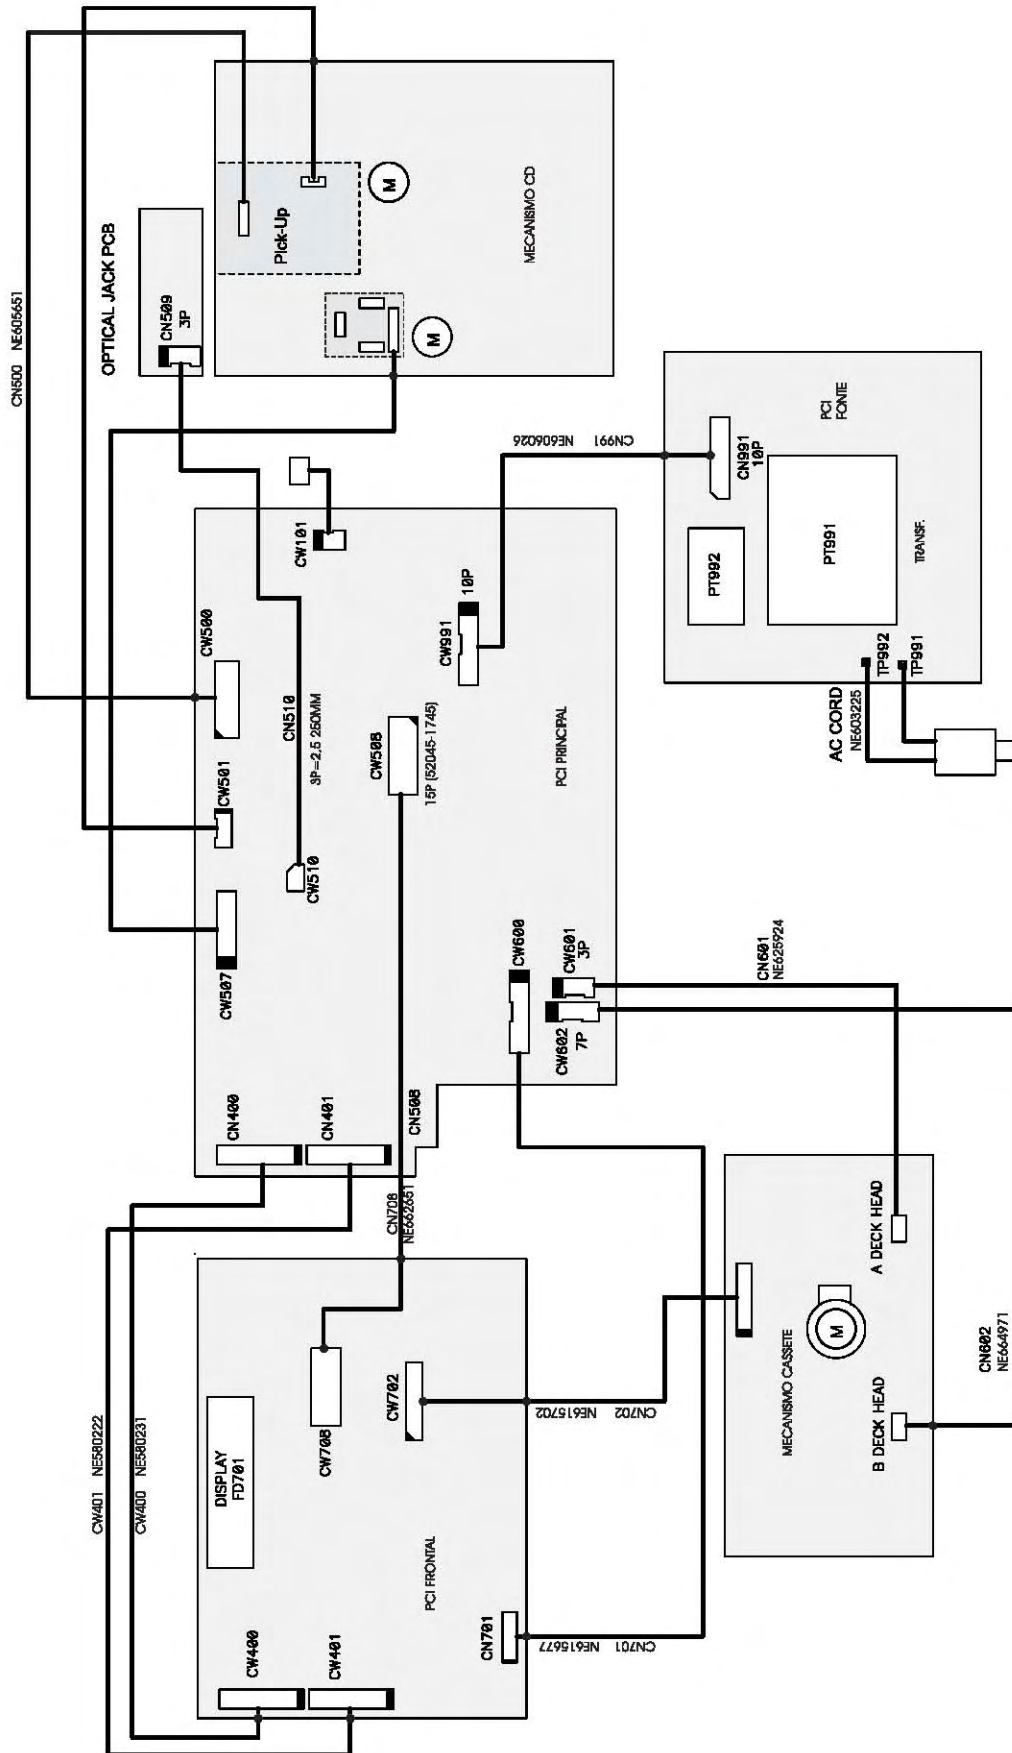 CN500 NE605651
OPTICAL JACK PCB
CN509
3P
Pick-Up
M
M
MECANISMO CD
CN991 NE606026
CW101
CW500
CW501
CN510
3P=2,5 250MM
CW510
CW507
CW508
15P (52045-1745)
CW991
10P
PCI PRINCIPAL
CN991
10P
PCI
FONTE
PT992
PT991
TRANSF.
TP992
TP991
AC CORD
NE603225
CW600
CW601
3P
CW602
7P
CN601
NE625924
CN400
CN401
CN508
CN708
NE662651
CW401 NE580222
CW400 NE580231
DISPLAY
FD701
CW708
CW702
PCI FRONTAL
CW400
CW401
CN701
CN702 NE615702
CN701 NE615677
A DECK HEAD
M
MECANISMO CASSETE
B DECK HEAD
CN602
NE664971